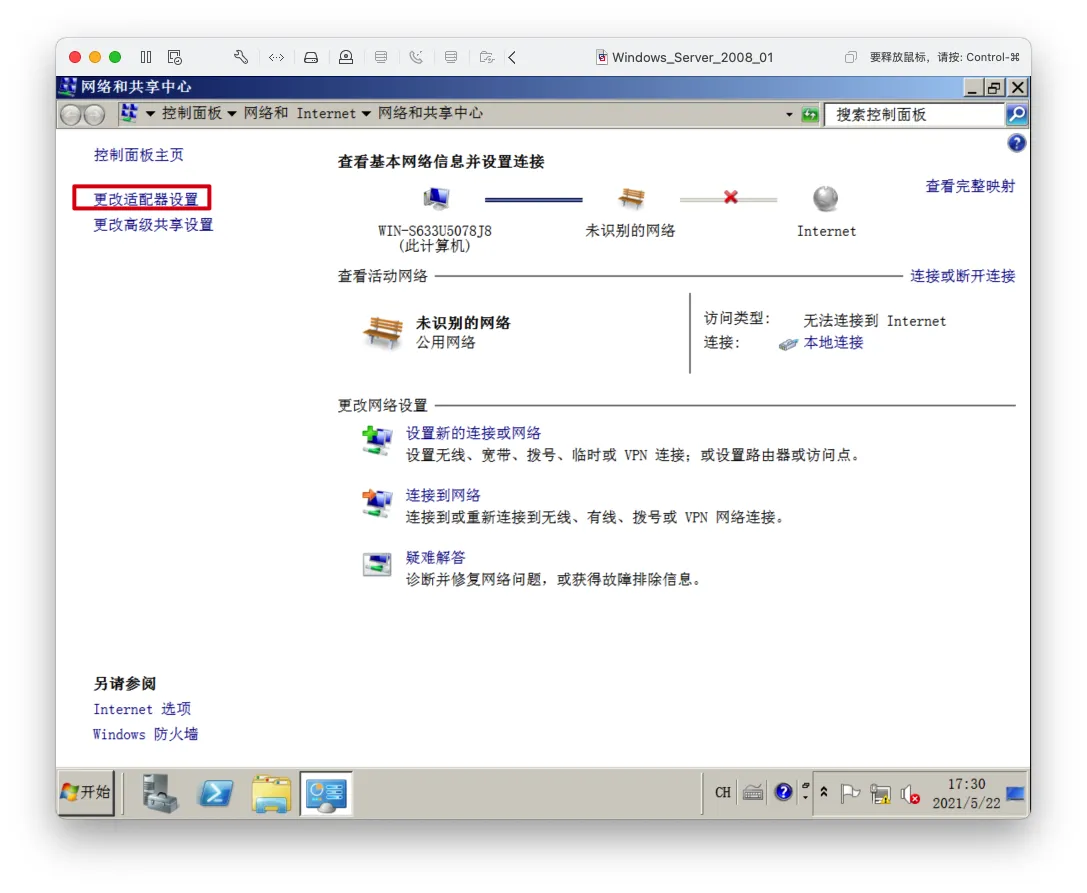 Windows_Server_2008_01
要释放鼠标，请按: Control-⌘
网络和共享中心
控制面板 网络和 Internet 网络和共享中心
搜索控制面板
控制面板主页
更改适配器设置
更改高级共享设置
查看基本网络信息并设置连接
查看完整映射
WIN-S633U5078J8
(此计算机)
未识别的网络
Internet
查看活动网络
连接或断开连接
未识别的网络
公用网络
访问类型:
无法连接到 Internet
连接:
本地连接
更改网络设置
设置新的连接或网络
设置无线、宽带、拨号、临时或 VPN 连接；或设置路由器或访问点。
连接到网络
连接到或重新连接到无线、有线、拨号或 VPN 网络连接。
疑难解答
诊断并修复网络问题，或获得故障排除信息。
另请参阅
Internet 选项
Windows 防火墙
开始
CH
17:30
2021/5/22